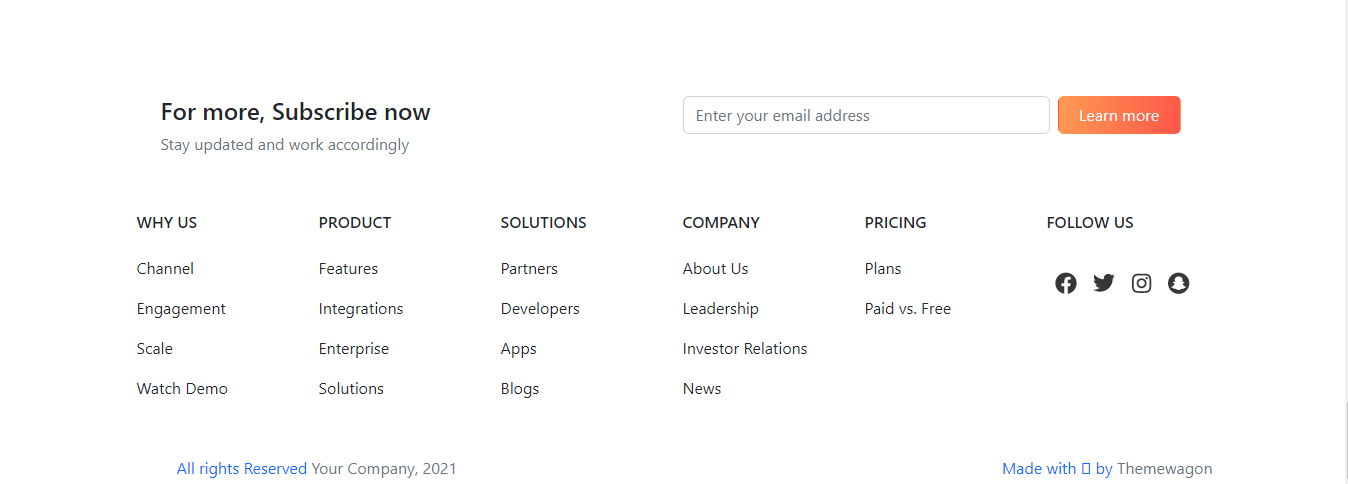 For more, Subscribe now
Stay updated and work accordingly
Enter your email address
Learn more
WHY US
Channel
Engagement
Scale
Watch Demo
PRODUCT
Features
Integrations
Enterprise
Solutions
SOLUTIONS
Partners
Developers
Apps
Blogs
COMPANY
About Us
Leadership
Investor Relations
News
PRICING
Plans
Paid vs. Free
FOLLOW US
All rights Reserved Your Company, 2021
Made with by Themewagon